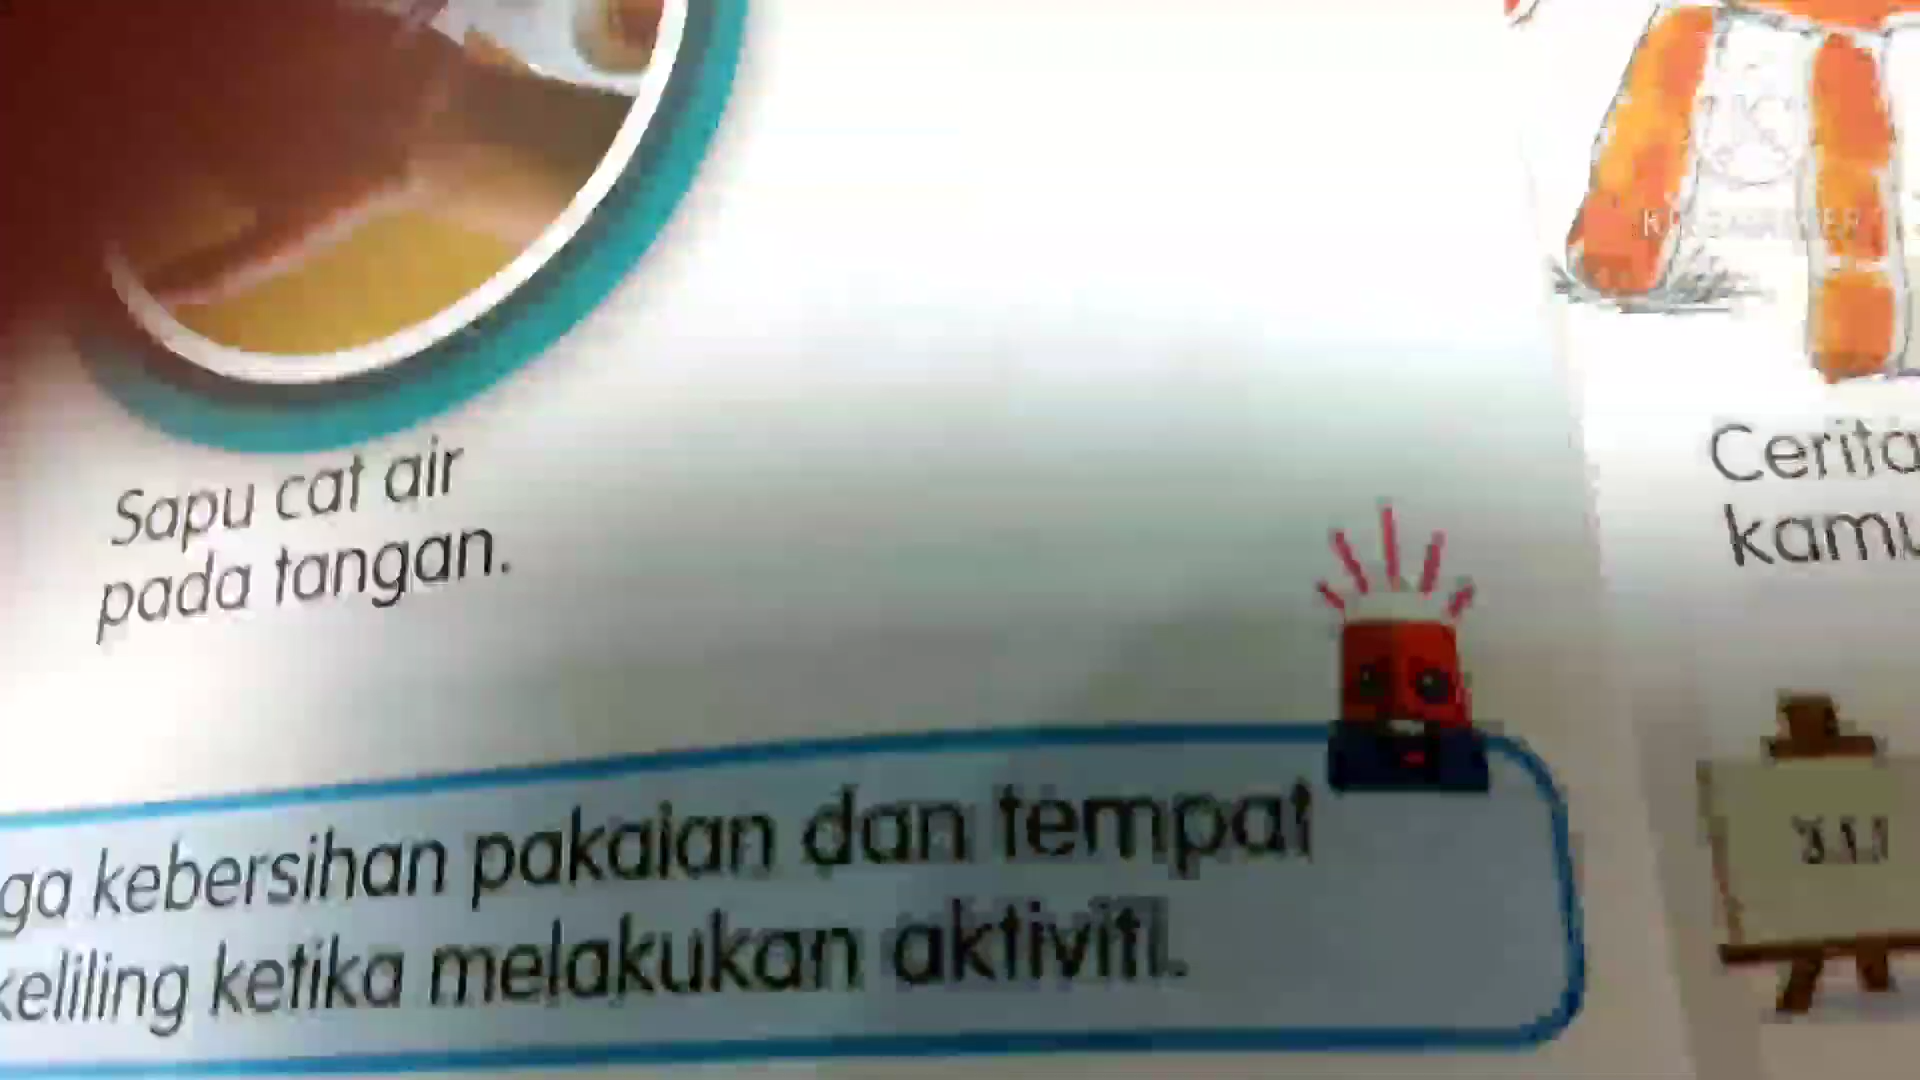 Sapu cat air
pada tangan.
ga kebersihan pakaian dan tempat
keliling ketika melakukan aktiviti.
Cerita
kamu